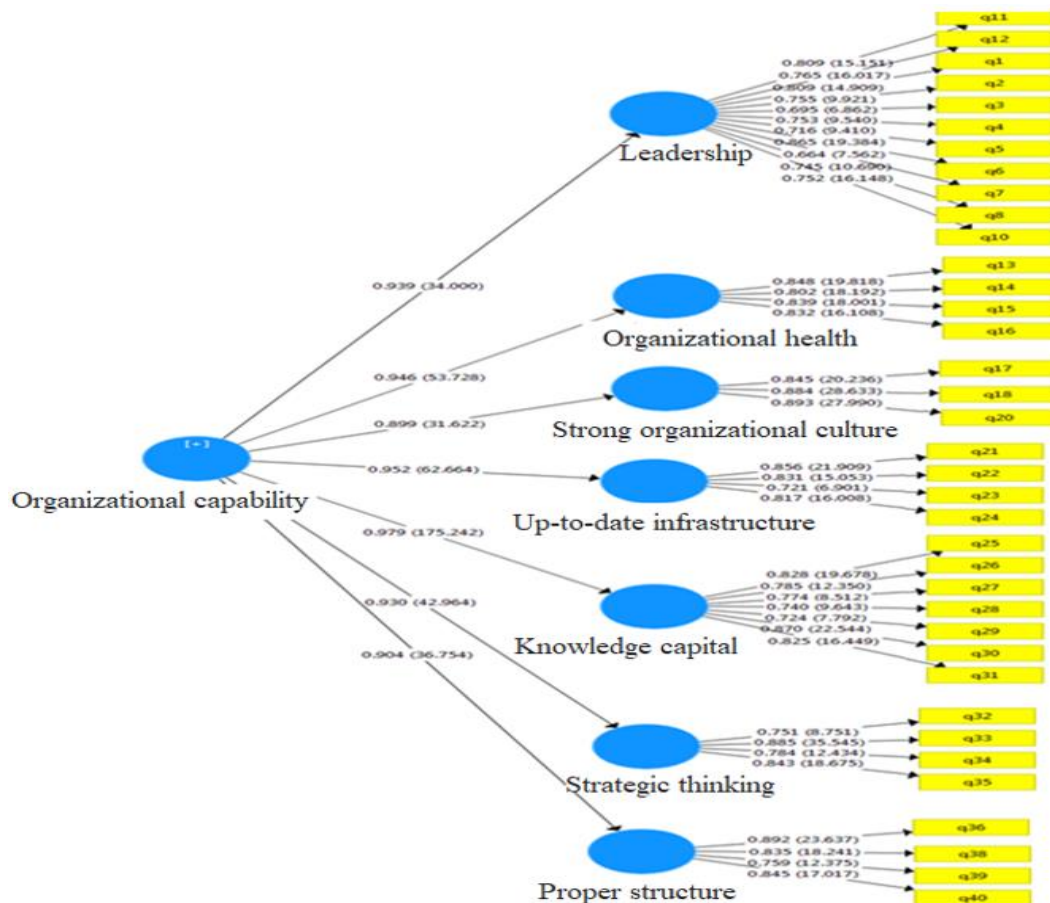 q11
q12
q1
q2
q3
q4
q5
q6
q7
q8
q10
0.809 (15.151)
0.765 (16.017)
0.809 (14.909)
0.755 (9.921)
0.695 (6.862)
0.753 (9.540)
0.716 (9.410)
0.865 (19.384)
0.664 (7.562)
0.745 (10.690)
0.752 (16.148)
Leadership
0.939 (34.000)
q13
q14
q15
q16
0.848 (19.818)
0.802 (18.192)
0.839 (18.001)
0.832 (16.108)
Organizational health
0.946 (53.728)
q17
q18
q20
0.845 (20.236)
0.884 (28.633)
0.893 (27.990)
Strong organizational culture
0.899 (31.622)
[+]
Organizational capability
q21
q22
q23
q24
0.856 (21.909)
0.831 (15.053)
0.721 (6.901)
0.817 (16.008)
Up-to-date infrastructure
0.952 (62.664)
q25
q26
q27
q28
q29
q30
q31
0.828 (19.678)
0.785 (12.350)
0.774 (8.512)
0.740 (9.643)
0.724 (7.792)
0.870 (22.544)
0.825 (16.449)
Knowledge capital
0.979 (175.242)
q32
q33
q34
q35
0.751 (8.751)
0.885 (35.545)
0.784 (12.434)
0.843 (18.675)
Strategic thinking
0.930 (42.964)
q36
q38
q39
q40
0.892 (23.637)
0.835 (18.241)
0.759 (12.375)
0.845 (17.017)
Proper structure
0.904 (36.754)